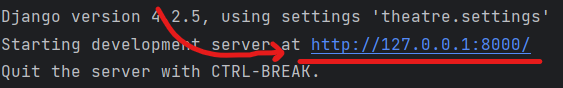 Django version 4.2.5, using settings 'theatre.settings'
Starting development server at http://127.0.0.1:8000/
Quit the server with CTRL-BREAK.